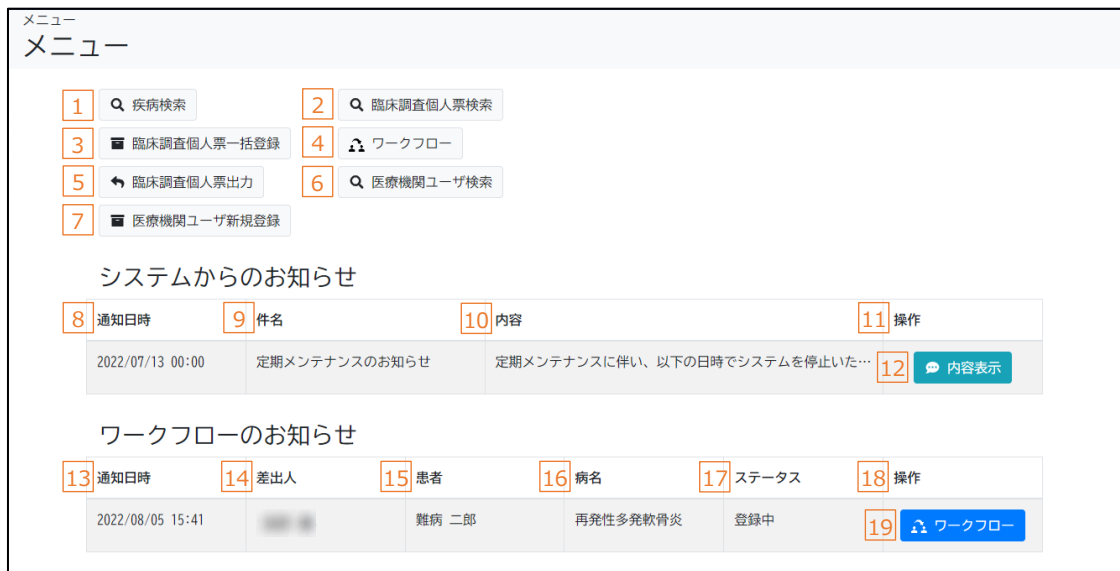 メニュー
メニュー
1 疾病検索 2 臨床調査個人票検索
3 臨床調査個人票一括登録 4 ワークフロー
5 臨床調査個人票出力 6 医療機関ユーザ検索
7 医療機関ユーザ新規登録
システムからのお知らせ
8 通知日時 9 件名 10 内容 11 操作
2022/07/13 00:00 定期メンテナンスのお知らせ 定期メンテナンスに伴い、以下の日時でシステムを停止いた… 12 内容表示
ワークフローのお知らせ
13 通知日時 14 差出人 15 患者 16 病名 17 ステータス 18 操作
2022/08/05 15:41 難病 二郎 再発性多発軟骨炎 登録中 19 ワークフロー